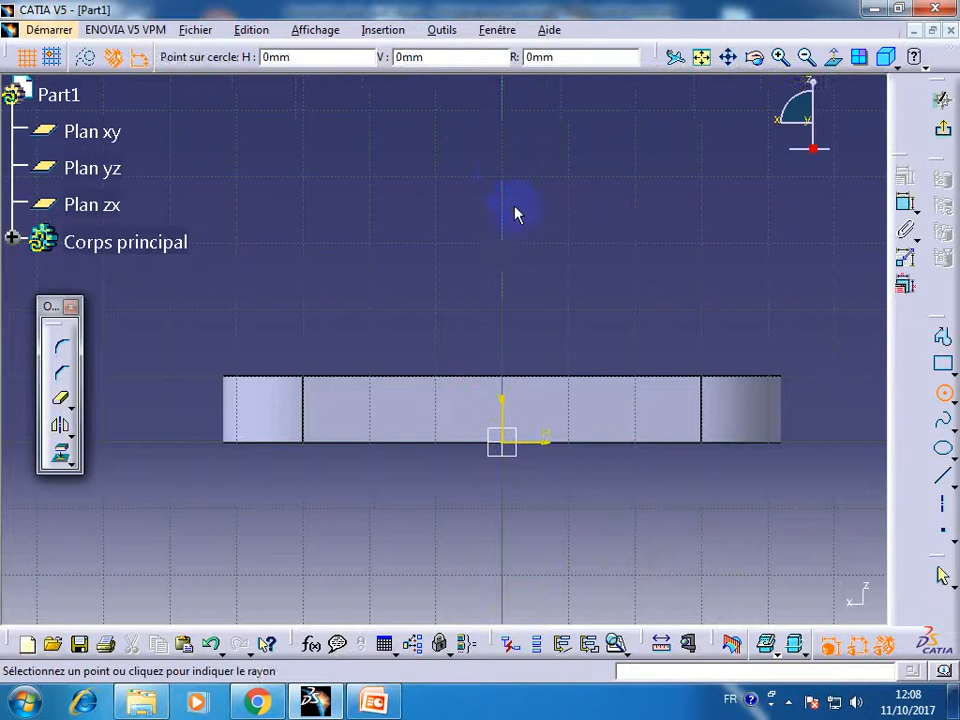 CATIA V5 - [Part1]
Démarrer ENOVIA V5 VPM Fichier Edition Affichage Insertion Outils Fenêtre Aide
Point sur cercle: H : 0mm V : 0mm R: 0mm
Part1
Plan xy
Plan yz
Plan zx
Corps principal
O...
z
x y
H
z
x
f(x)
CATIA
Sélectionnez un point ou cliquez pour indiquer le rayon
FR
12:08
11/10/2017